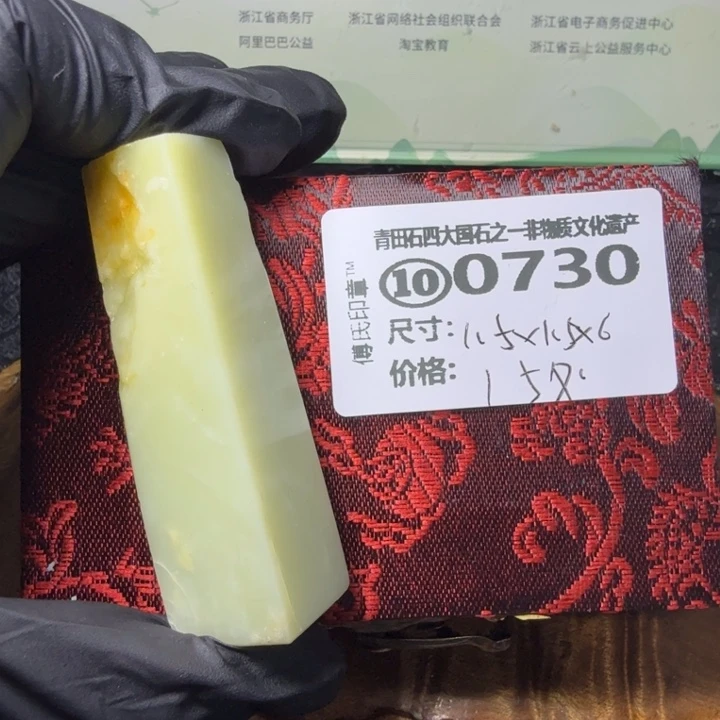 浙江省商务厅 浙江省网络社会组织联合会 浙江省电子商务促进中心
阿里巴巴公益 淘宝教育 浙江省云上公益服务中心
青田石四大国石之一非物质文化遗产
⑩0730
傅氏印章™
尺寸: 1.5×1.5×6
价格: